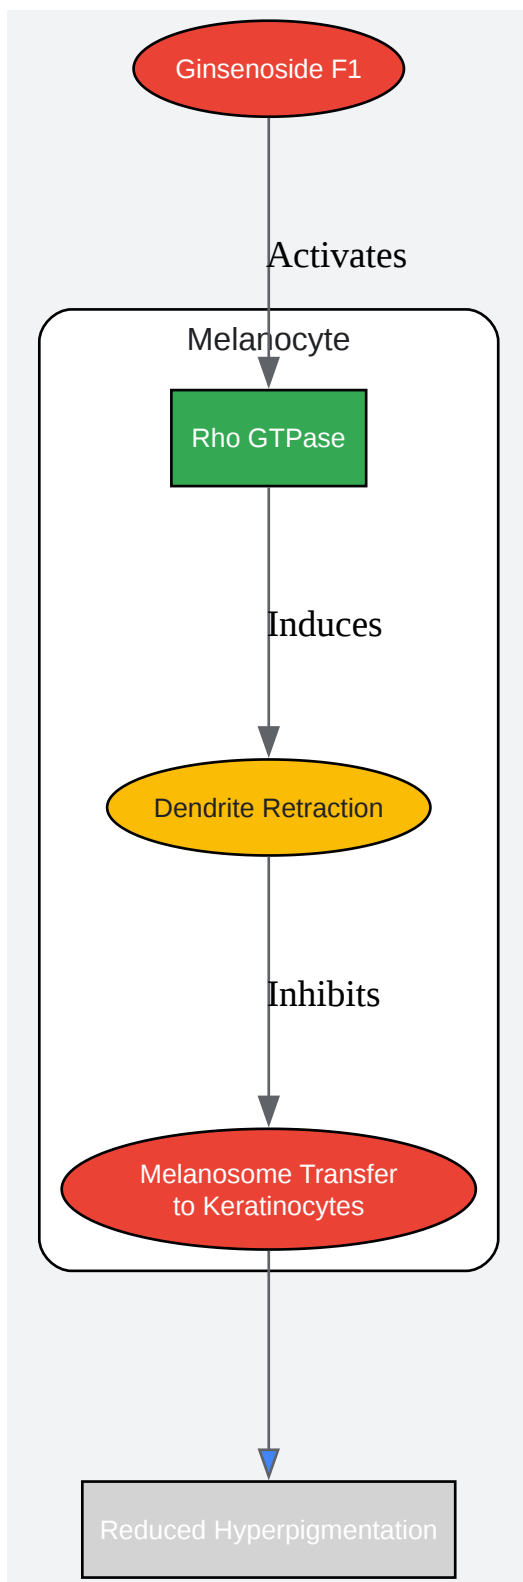 Ginsenoside F1
Activates
Melanocyte
Rho GTPase
Induces
Dendrite Retraction
Inhibits
Melanosome Transfer
to Keratinocytes
Reduced Hyperpigmentation